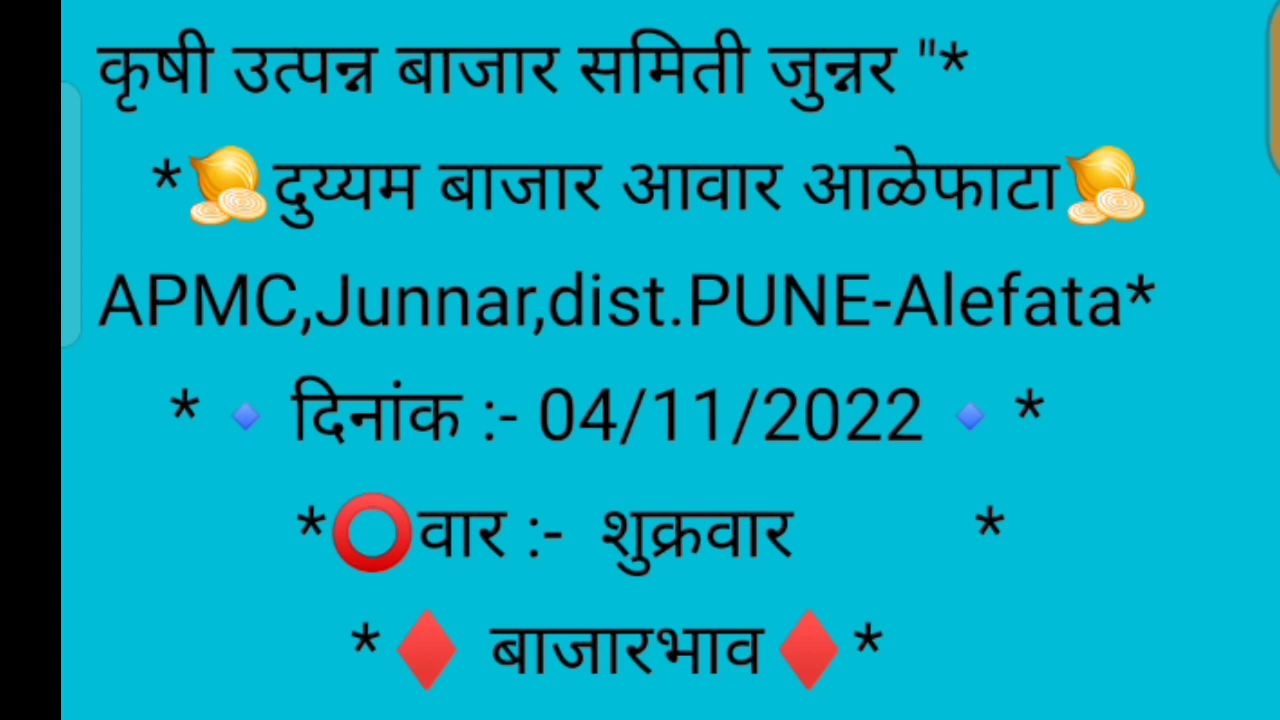 कृषी उत्पन्न बाजार समिती जुन्नर "*
*🧅दुय्यम बाजार आवार आळेफाटा🧅
APMC,Junnar,dist.PUNE-Alefata*
*🔹दिनांक :- 04/11/2022🔹*
*⭕वार :- शुक्रवार *
*♦️ बाजारभाव♦️*